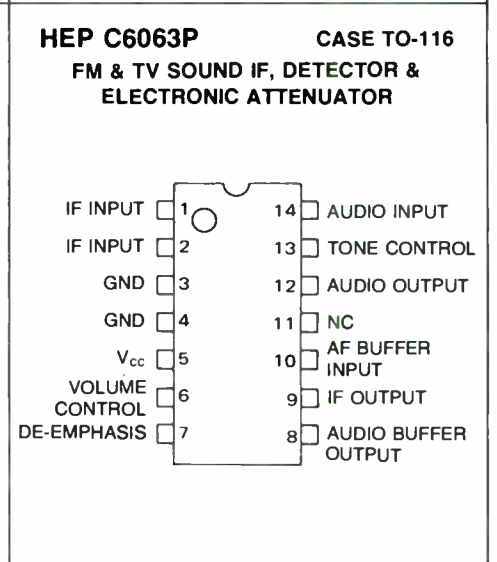 HEP C6063P CASE TO-116
FM & TV SOUND IF, DETECTOR &
ELECTRONIC ATTENUATOR
IF INPUT 1
IF INPUT 2
GND 3
GND 4
Vcc 5
VOLUME
CONTROL 6
DE-EMPHASIS 7
14 AUDIO INPUT
13 TONE CONTROL
12 AUDIO OUTPUT
11 NC
10 AF BUFFER
INPUT
9 IF OUTPUT
8 AUDIO BUFFER
OUTPUT